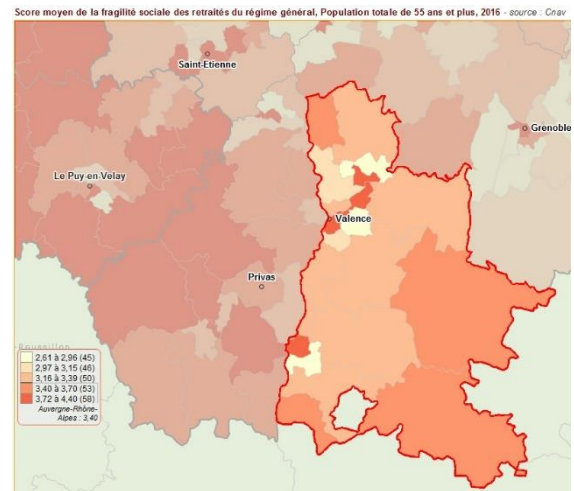 Score moyen de la fragilité sociale des retraités du régime général, Population totale de 55 ans et plus, 2016 - source : Cnav
Saint-Etienne
Grenoble
Le Puy-en-Velay
Valence
Privas
Roussillon
2,61 à 2,96 (45)
2,97 à 3,15 (46)
3,16 à 3,39 (50)
3,40 à 3,70 (53)
3,72 à 4,40 (58)
Auvergne-Rhône-
Alpes : 3,40